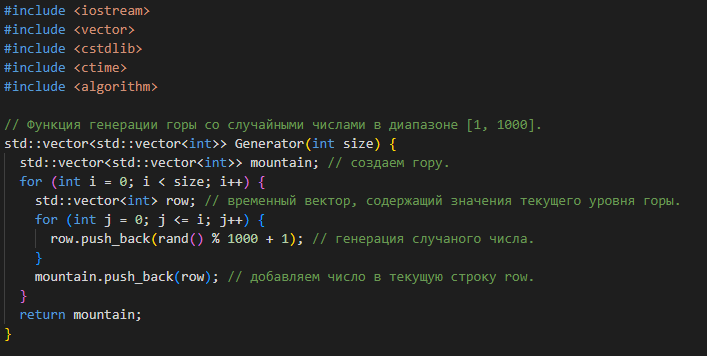 #include <iostream>
#include <vector>
#include <cstdlib>
#include <ctime>
#include <algorithm>

// Функция генерации горы со случайными числами в диапазоне [1, 1000].
std::vector<std::vector<int>> Generator(int size) {
  std::vector<std::vector<int>> mountain; // создаем гору.
  for (int i = 0; i < size; i++) {
    std::vector<int> row; // временный вектор, содержащий значения текущего уровня горы.
    for (int j = 0; j <= i; j++) {
      row.push_back(rand() % 1000 + 1); // генерация случаного числа.
    }
    mountain.push_back(row); // добавляем число в текущую строку row.
  }
  return mountain;
}